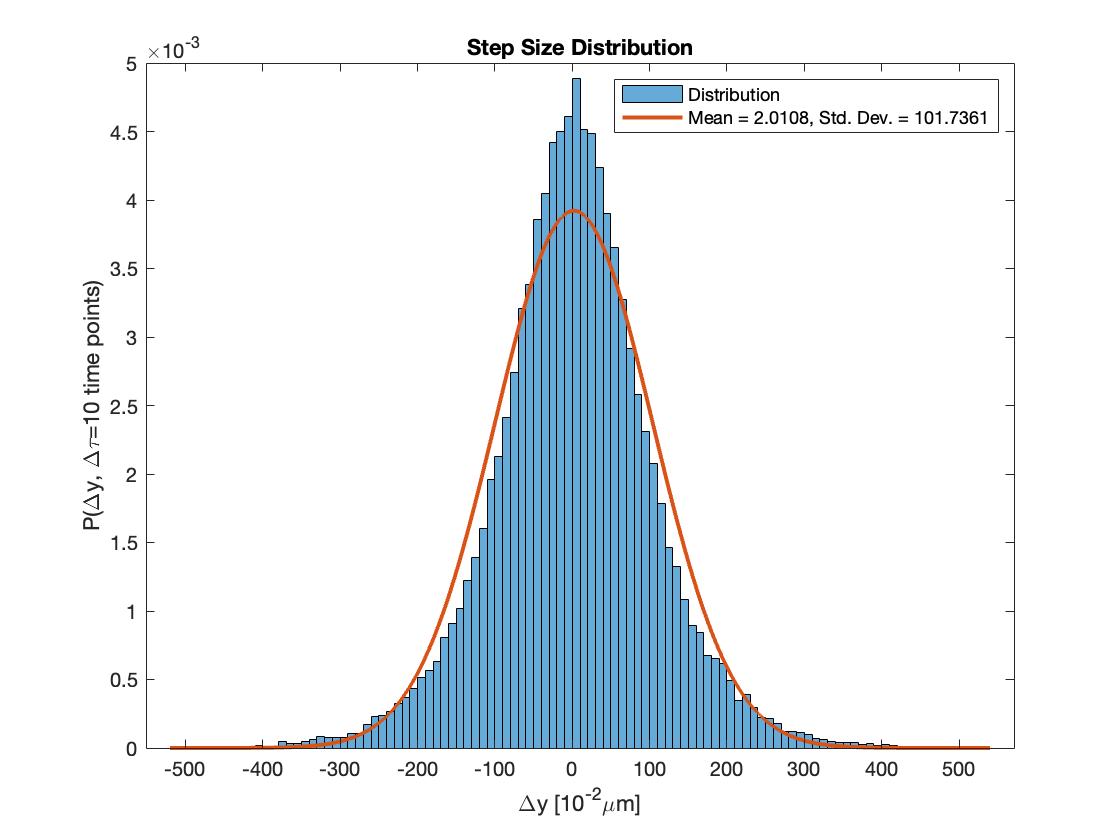 Step Size Distribution
×10⁻³
Distribution
Mean = 2.0108, Std. Dev. = 101.7361
5
4.5
4
3.5
3
2.5
2
1.5
1
0.5
0
P(Δy, Δτ=10 time points)
-500 -400 -300 -200 -100 0 100 200 300 400 500
Δy [10⁻²μm]